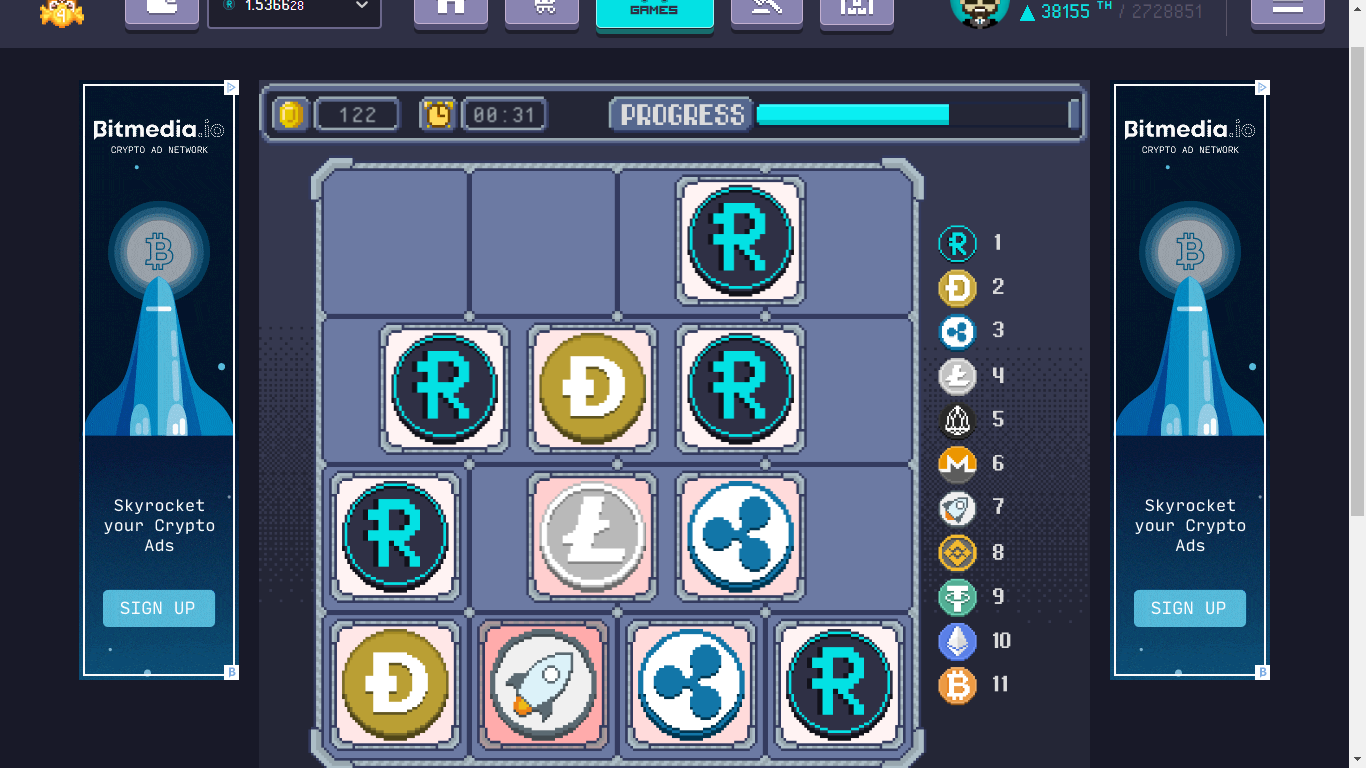 1.536628
GAMES
38155 TH / 2728851
Bitmedia.io
CRYPTO AD NETWORK
Skyrocket
your Crypto
Ads
SIGN UP
B
122
00:31
PROGRESS
1
2
3
4
5
6
7
8
9
10
11
Bitmedia.io
CRYPTO AD NETWORK
Skyrocket
your Crypto
Ads
SIGN UP
B